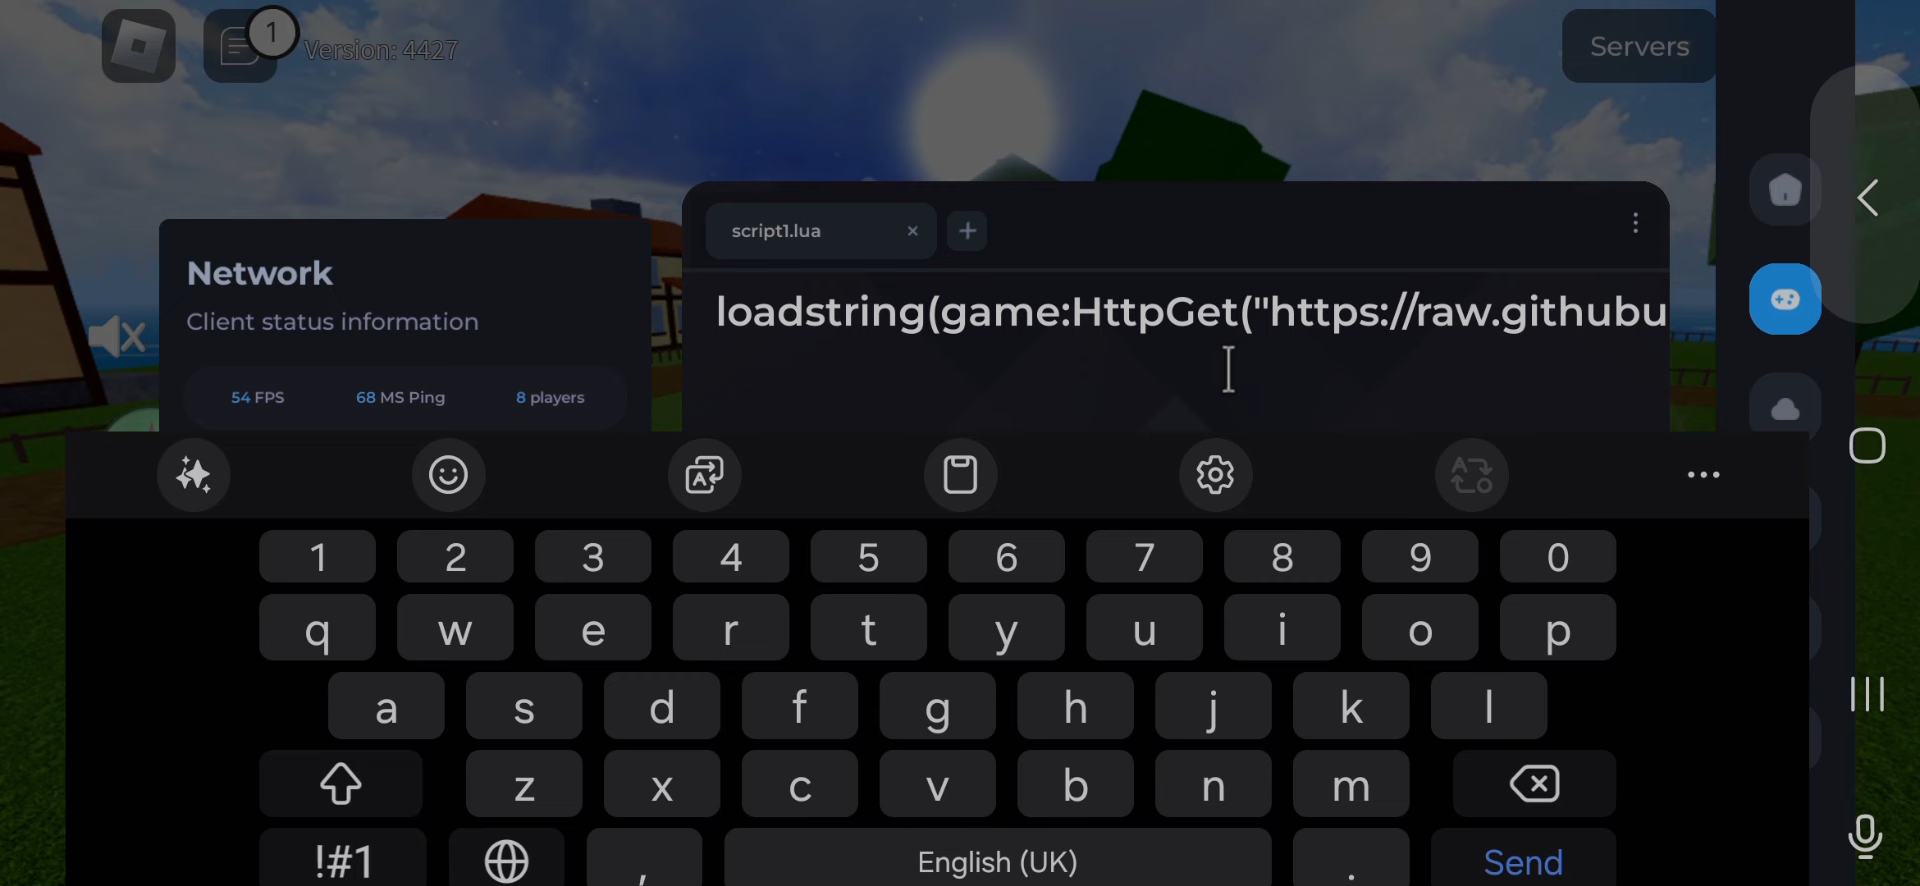 1
Version: 4427
Servers
script1.lua
Network
Client status information
loadstring(game:HttpGet("https://raw.githubu
54 FPS
68 MS Ping
8 players
1 2 3 4 5 6 7 8 9 0
q w e r t y u i o p
a s d f g h j k l
z x c v b n m
!#1 , English (UK) . Send